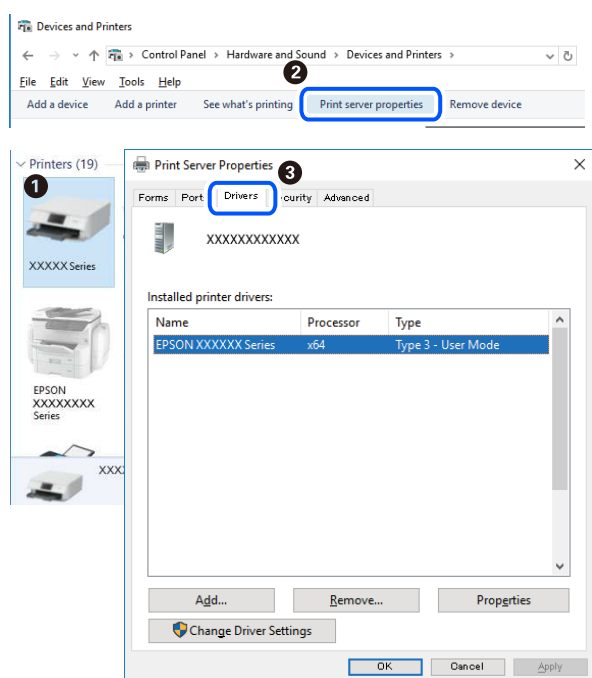 Devices and Printers
Control Panel > Hardware and Sound > Devices and Printers >
2
File Edit View Tools Help
Add a device Add a printer See what's printing Print server properties Remove device
Printers (19)
1
XXXXX Series
EPSON
XXXXXXXX
Series
XXX
Print Server Properties
3
Forms Port Drivers curity Advanced
XXXXXXXXXXXX
Installed printer drivers:
Name Processor Type
EPSON XXXXXX Series x64 Type 3 - User Mode
Add... Remove... Properties
Change Driver Settings
OK Cancel Apply